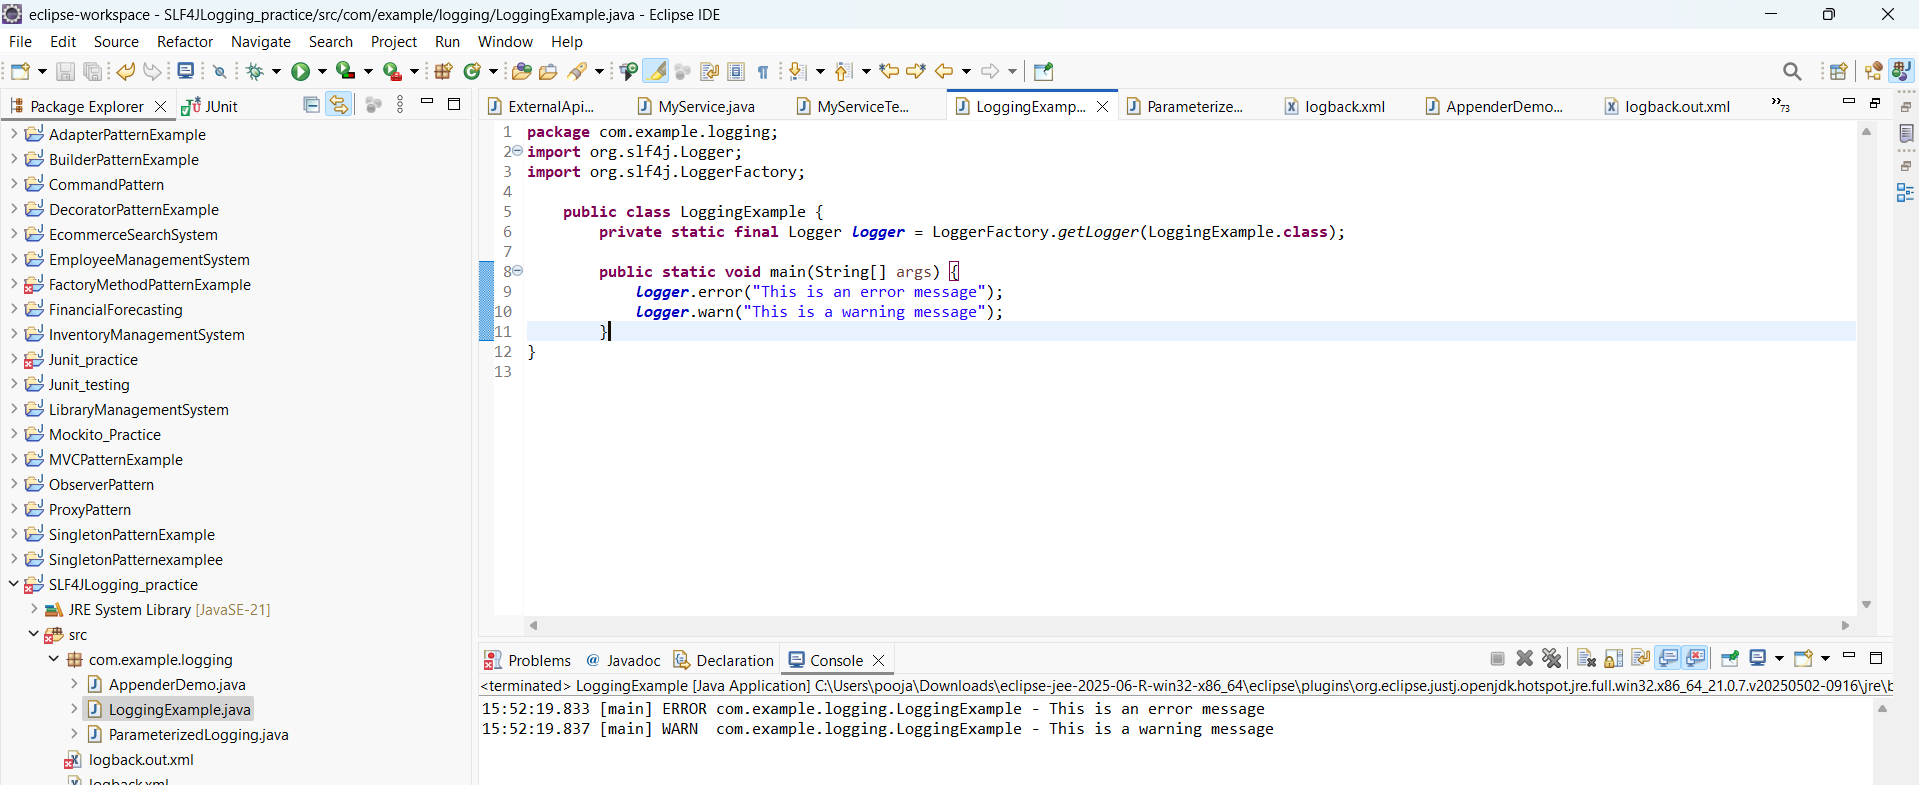 eclipse-workspace - SLF4JLogging_practice/src/com/example/logging/LoggingExample.java - Eclipse IDE
File Edit Source Refactor Navigate Search Project Run Window Help
Package Explorer JUnit
AdapterPatternExample
BuilderPatternExample
CommandPattern
DecoratorPatternExample
EcommerceSearchSystem
EmployeeManagementSystem
FactoryMethodPatternExample
FinancialForecasting
InventoryManagementSystem
Junit_practice
Junit_testing
LibraryManagementSystem
Mockito_Practice
MVCPatternExample
ObserverPattern
ProxyPattern
SingletonPatternExample
SingletonPatternexamplee
SLF4JLogging_practice
JRE System Library [JavaSE-21]
src
com.example.logging
AppenderDemo.java
LoggingExample.java
ParameterizedLogging.java
logback.out.xml
logback.xml
ExternalApi... MyService.java MyServiceTe... LoggingExamp... Parameterize... logback.xml AppenderDemo... logback.out.xml »73
1 package com.example.logging;
2 import org.slf4j.Logger;
3 import org.slf4j.LoggerFactory;
4
5 public class LoggingExample {
6 private static final Logger logger = LoggerFactory.getLogger(LoggingExample.class);
7
8 public static void main(String[] args) {
9 logger.error("This is an error message");
10 logger.warn("This is a warning message");
11 }
12 }
13
Problems @ Javadoc Declaration Console
<terminated> LoggingExample [Java Application] C:\Users\pooja\Downloads\eclipse-jee-2025-06-R-win32-x86_64\eclipse\plugins\org.eclipse.justj.openjdk.hotspot.jre.full.win32.x86_64_21.0.7.v20250502-0916\jre\b
15:52:19.833 [main] ERROR com.example.logging.LoggingExample - This is an error message
15:52:19.837 [main] WARN com.example.logging.LoggingExample - This is a warning message